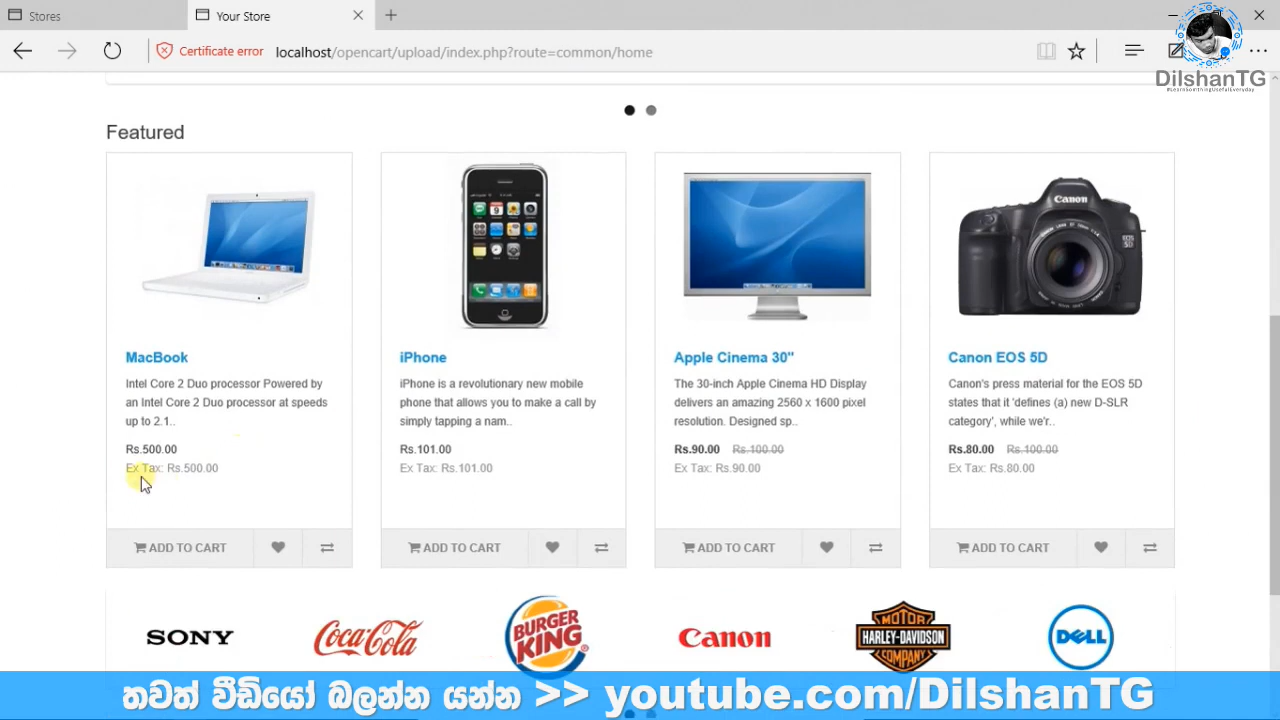 Stores
Your Store
Certificate error
localhost/opencart/upload/index.php?route=common/home
DilshanTG
Featured
MacBook
Intel Core 2 Duo processor Powered by
an Intel Core 2 Duo processor at speeds
up to 2.1..
Rs.500.00
Ex Tax: Rs.500.00
ADD TO CART
iPhone
iPhone is a revolutionary new mobile
phone that allows you to make a call by
simply tapping a nam..
Rs.101.00
Ex Tax: Rs.101.00
ADD TO CART
Canon
EOS
5D
Apple Cinema 30"
The 30-inch Apple Cinema HD Display
delivers an amazing 2560 x 1600 pixel
resolution. Designed sp..
Rs.90.00 Rs.100.00
Ex Tax: Rs.90.00
ADD TO CART
Canon EOS 5D
Canon's press material for the EOS 5D
states that it 'defines (a) new D-SLR
category', while we'r..
Rs.80.00 Rs.100.00
Ex Tax: Rs.80.00
ADD TO CART
SONY
Coca-Cola
BURGER
KING
Canon
MOTOR
HARLEY-DAVIDSON
COMPANY
DELL
තවත් වීඩියෝ බලන්න යන්න >> youtube.com/DilshanTG